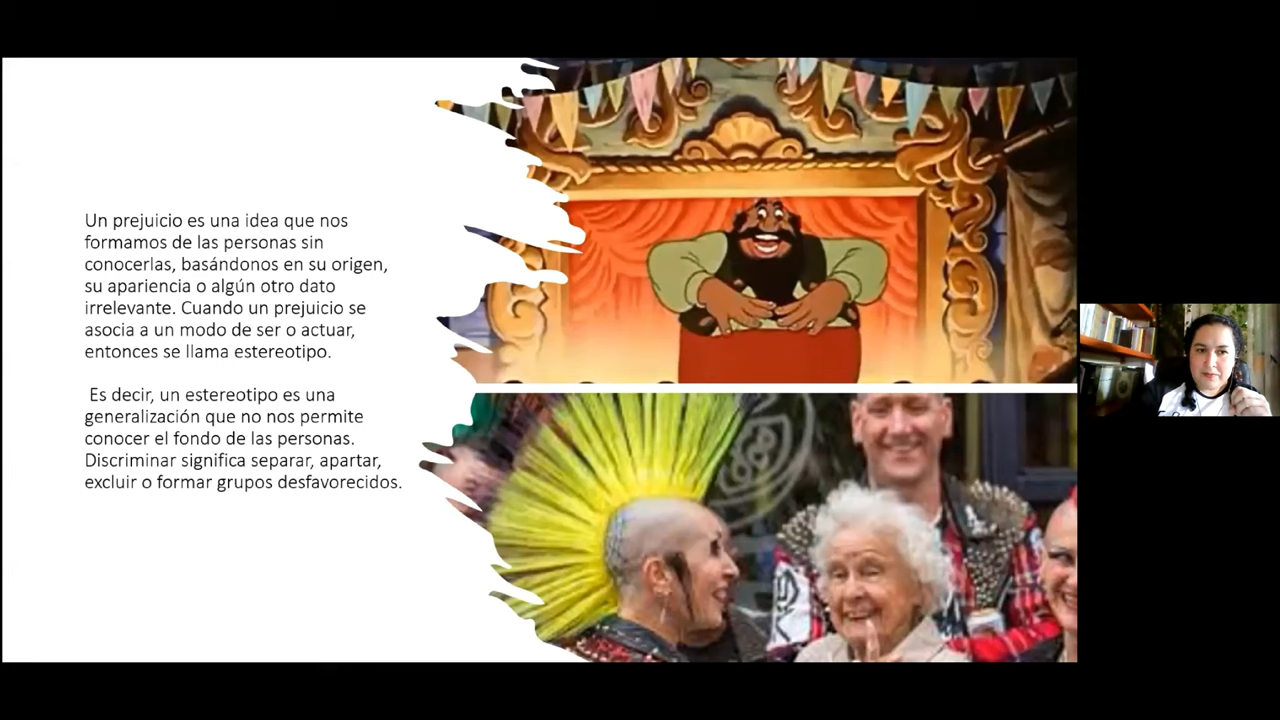 Un prejuicio es una idea que nos
formamos de las personas sin
conocerlas, basándonos en su origen,
su apariencia o algún otro dato
irrelevante. Cuando un prejuicio se
asocia a un modo de ser o actuar,
entonces se llama estereotipo.
Es decir, un estereotipo es una
generalización que no nos permite
conocer el fondo de las personas.
Discriminar significa separar, apartar,
excluir o formar grupos desfavorecidos.